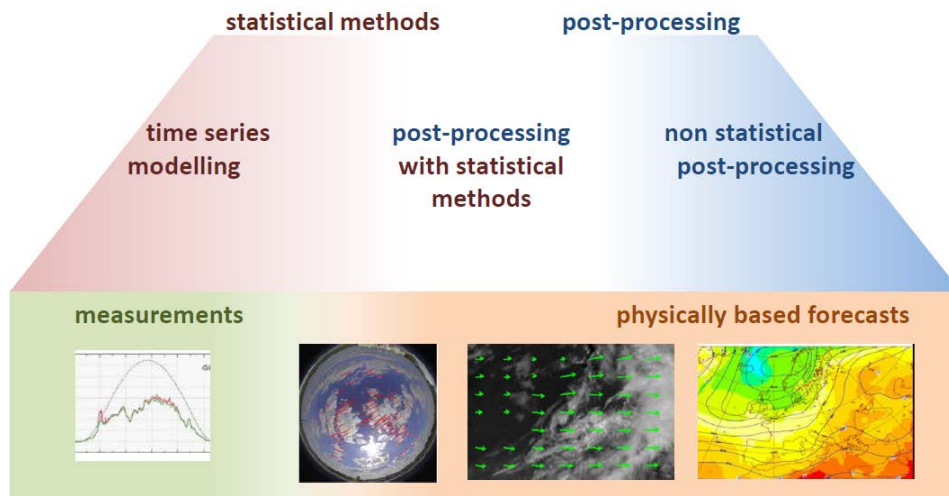 statistical methods
post-processing
time series
modelling
post-processing
with statistical
methods
non statistical
post-processing
measurements
physically based forecasts